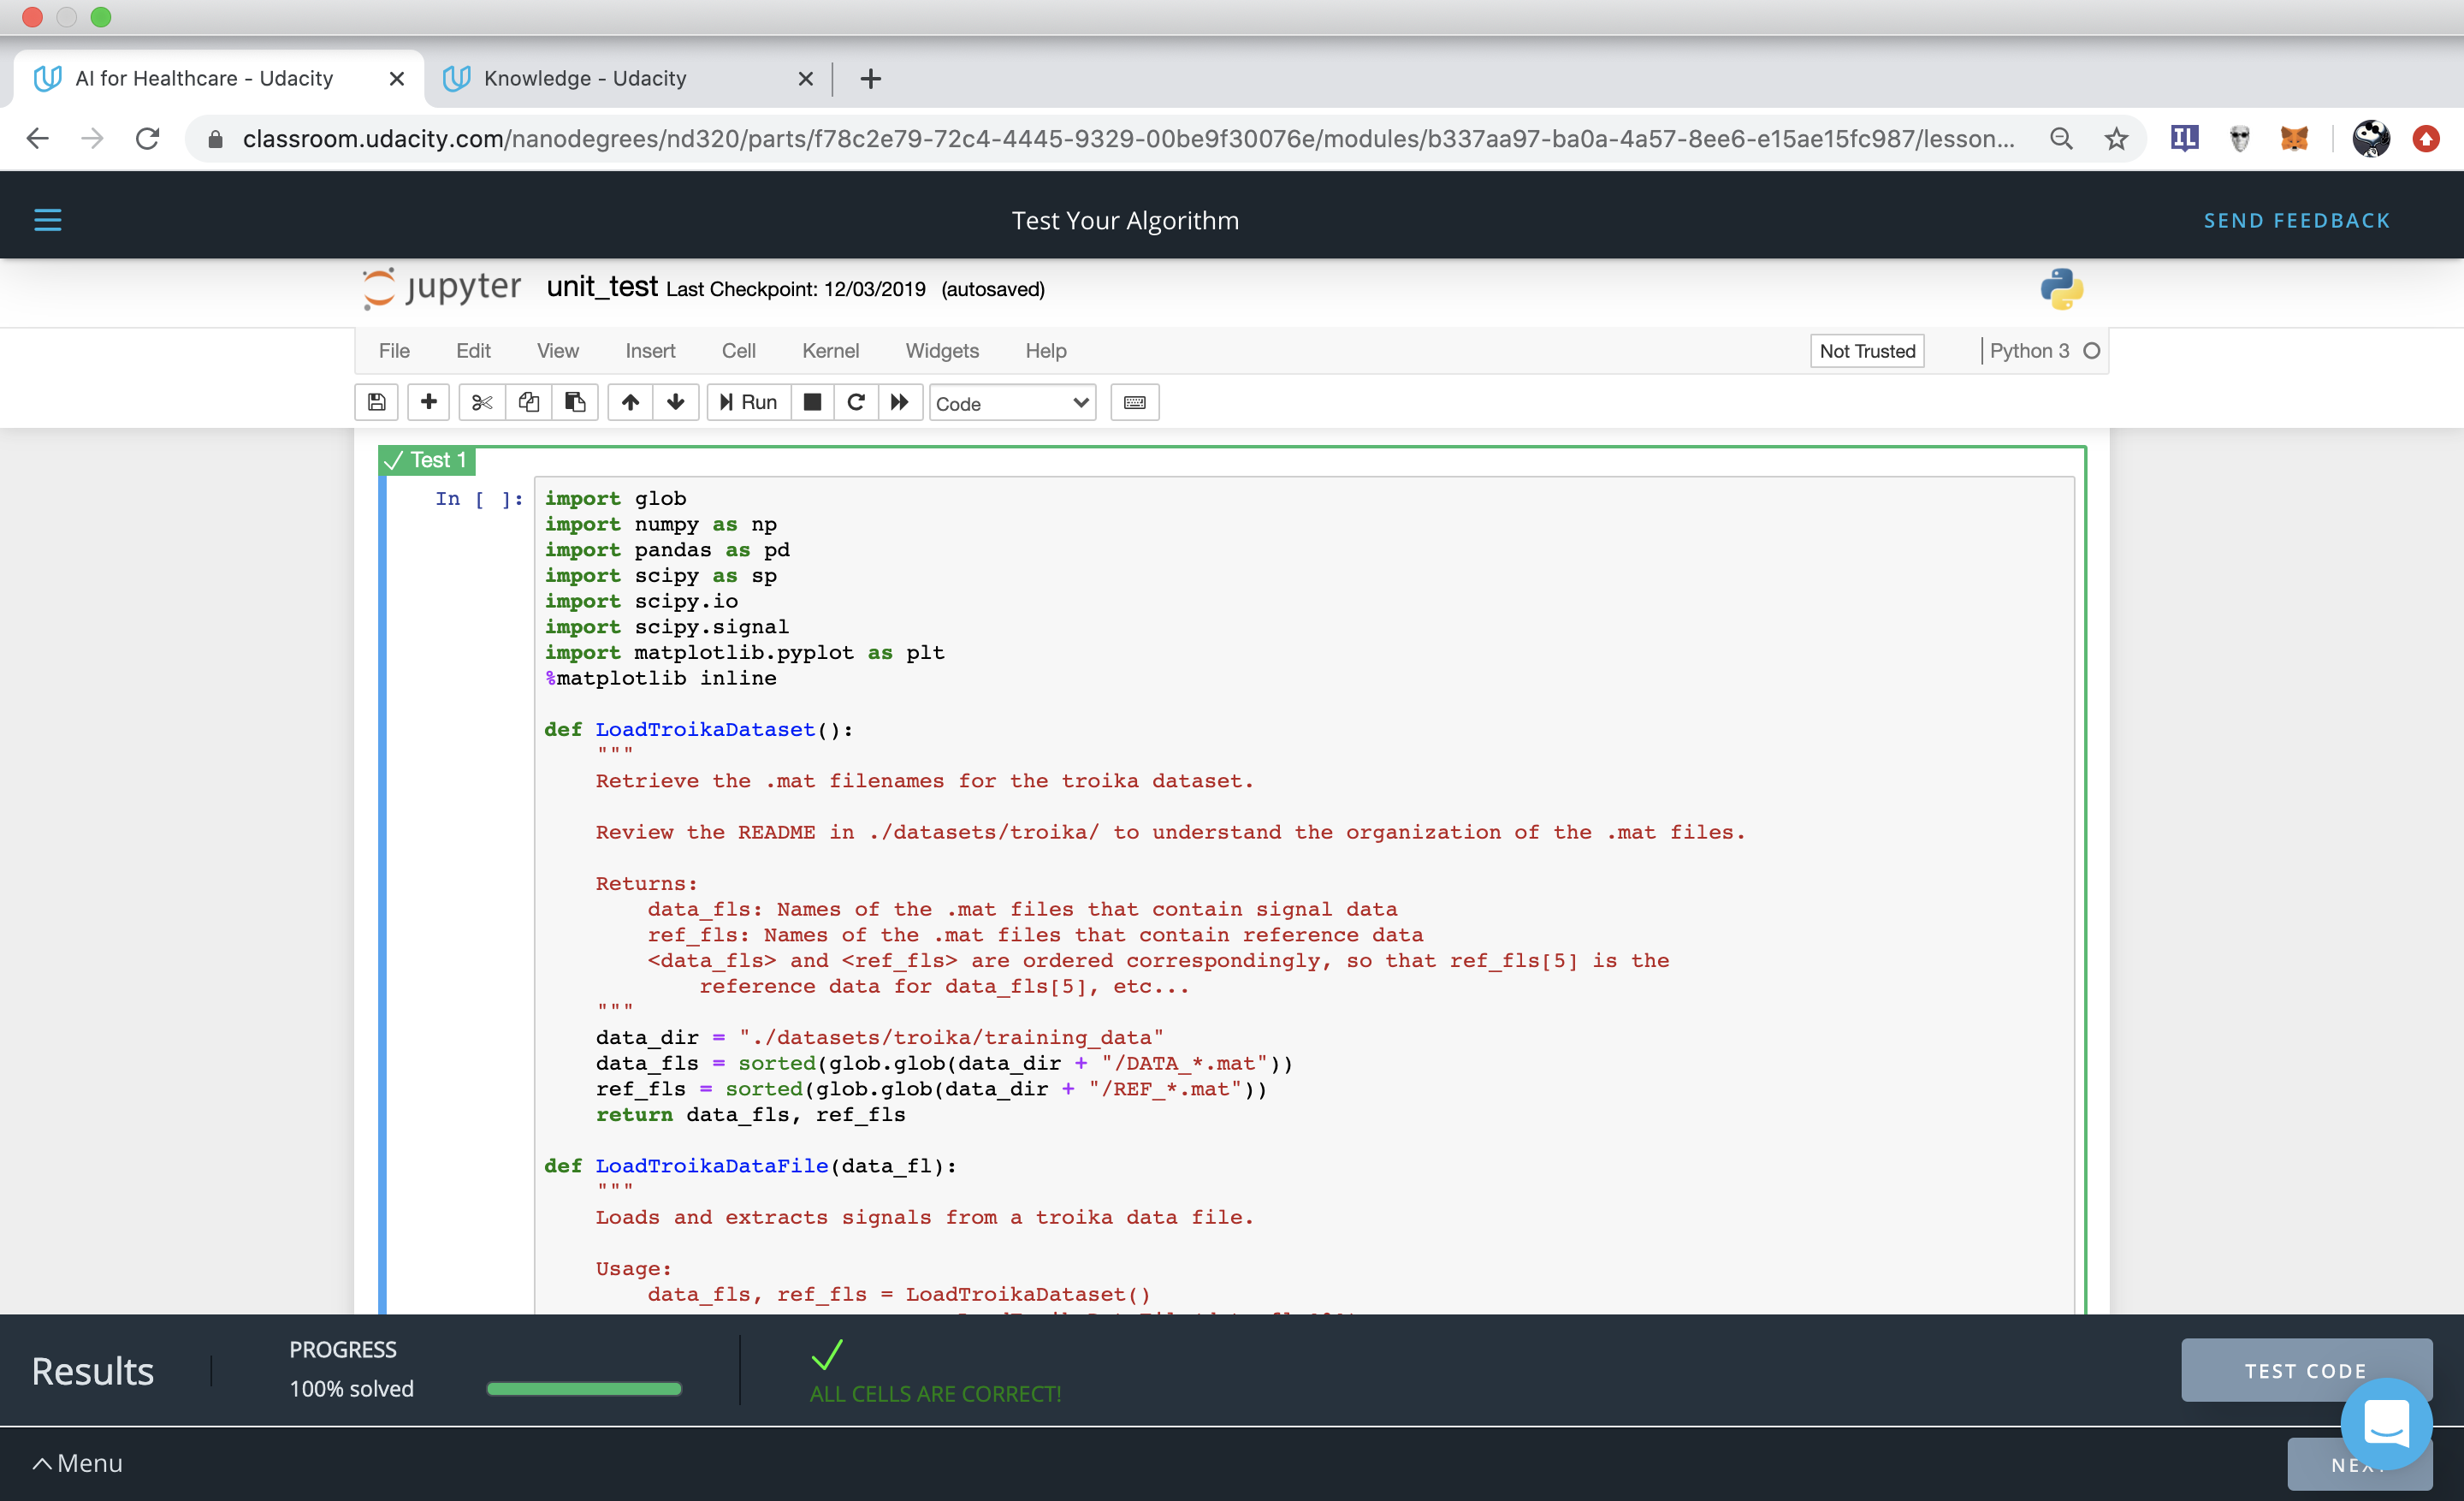 AI for Healthcare - Udacity
Knowledge - Udacity
classroom.udacity.com/nanodegrees/nd320/parts/f78c2e79-72c4-4445-9329-00be9f30076e/modules/b337aa97-ba0a-4a57-8ee6-e15ae15fc987/lesson...
IL
Test Your Algorithm
SEND FEEDBACK
jupyter unit_test Last Checkpoint: 12/03/2019 (autosaved)
File Edit View Insert Cell Kernel Widgets Help Not Trusted Python 3
Run Code
Test 1
In [ ]: import glob
import numpy as np
import pandas as pd
import scipy as sp
import scipy.io
import scipy.signal
import matplotlib.pyplot as plt
%matplotlib inline
def LoadTroikaDataset():
"""
Retrieve the .mat filenames for the troika dataset.
Review the README in ./datasets/troika/ to understand the organization of the .mat files.
Returns:
data_fls: Names of the .mat files that contain signal data
ref_fls: Names of the .mat files that contain reference data
<data_fls> and <ref_fls> are ordered correspondingly, so that ref_fls[5] is the
reference data for data_fls[5], etc...
"""
data_dir = "./datasets/troika/training_data"
data_fls = sorted(glob.glob(data_dir + "/DATA_*.mat"))
ref_fls = sorted(glob.glob(data_dir + "/REF_*.mat"))
return data_fls, ref_fls
def LoadTroikaDataFile(data_fl):
"""
Loads and extracts signals from a troika data file.
Usage:
data_fls, ref_fls = LoadTroikaDataset()
Results
PROGRESS
100% solved
ALL CELLS ARE CORRECT!
TEST CODE
Menu